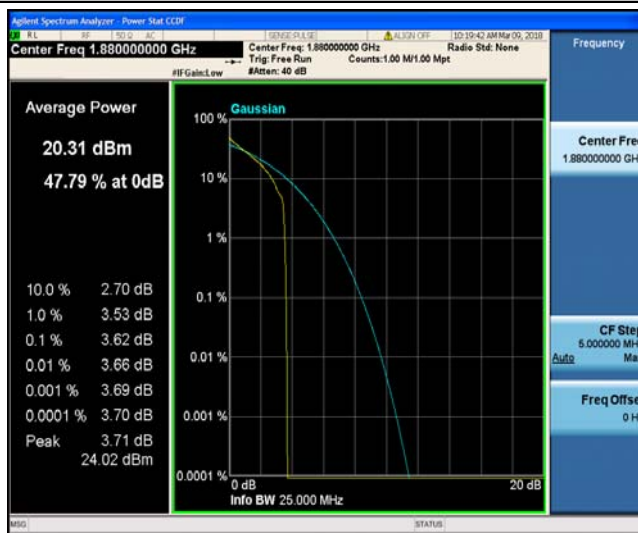 Agilent Spectrum Analyzer - Power Stat CCDF
RL RF 50 Ω AC SENSE:PULSE ALIGN OFF 10:19:42 AM Mar 09, 2018
Center Freq 1.880000000 GHz
Center Freq: 1.880000000 GHz Radio Std: None
Trig: Free Run Counts:1.00 M/1.00 Mpt
#IFGain:Low #Atten: 40 dB
Frequency
Average Power
20.31 dBm
47.79 % at 0dB
10.0 % 2.70 dB
1.0 % 3.53 dB
0.1 % 3.62 dB
0.01 % 3.66 dB
0.001 % 3.69 dB
0.0001 % 3.70 dB
Peak 3.71 dB
24.02 dBm
Gaussian
100 %
10 %
1 %
0.1 %
0.01 %
0.001 %
0.0001 %
0 dB 20 dB
Info BW 25.000 MHz
Center Fre
1.880000000 GH
CF Ste
5.000000 MH
Auto Ma
Freq Offse
0 H
MSG STATUS